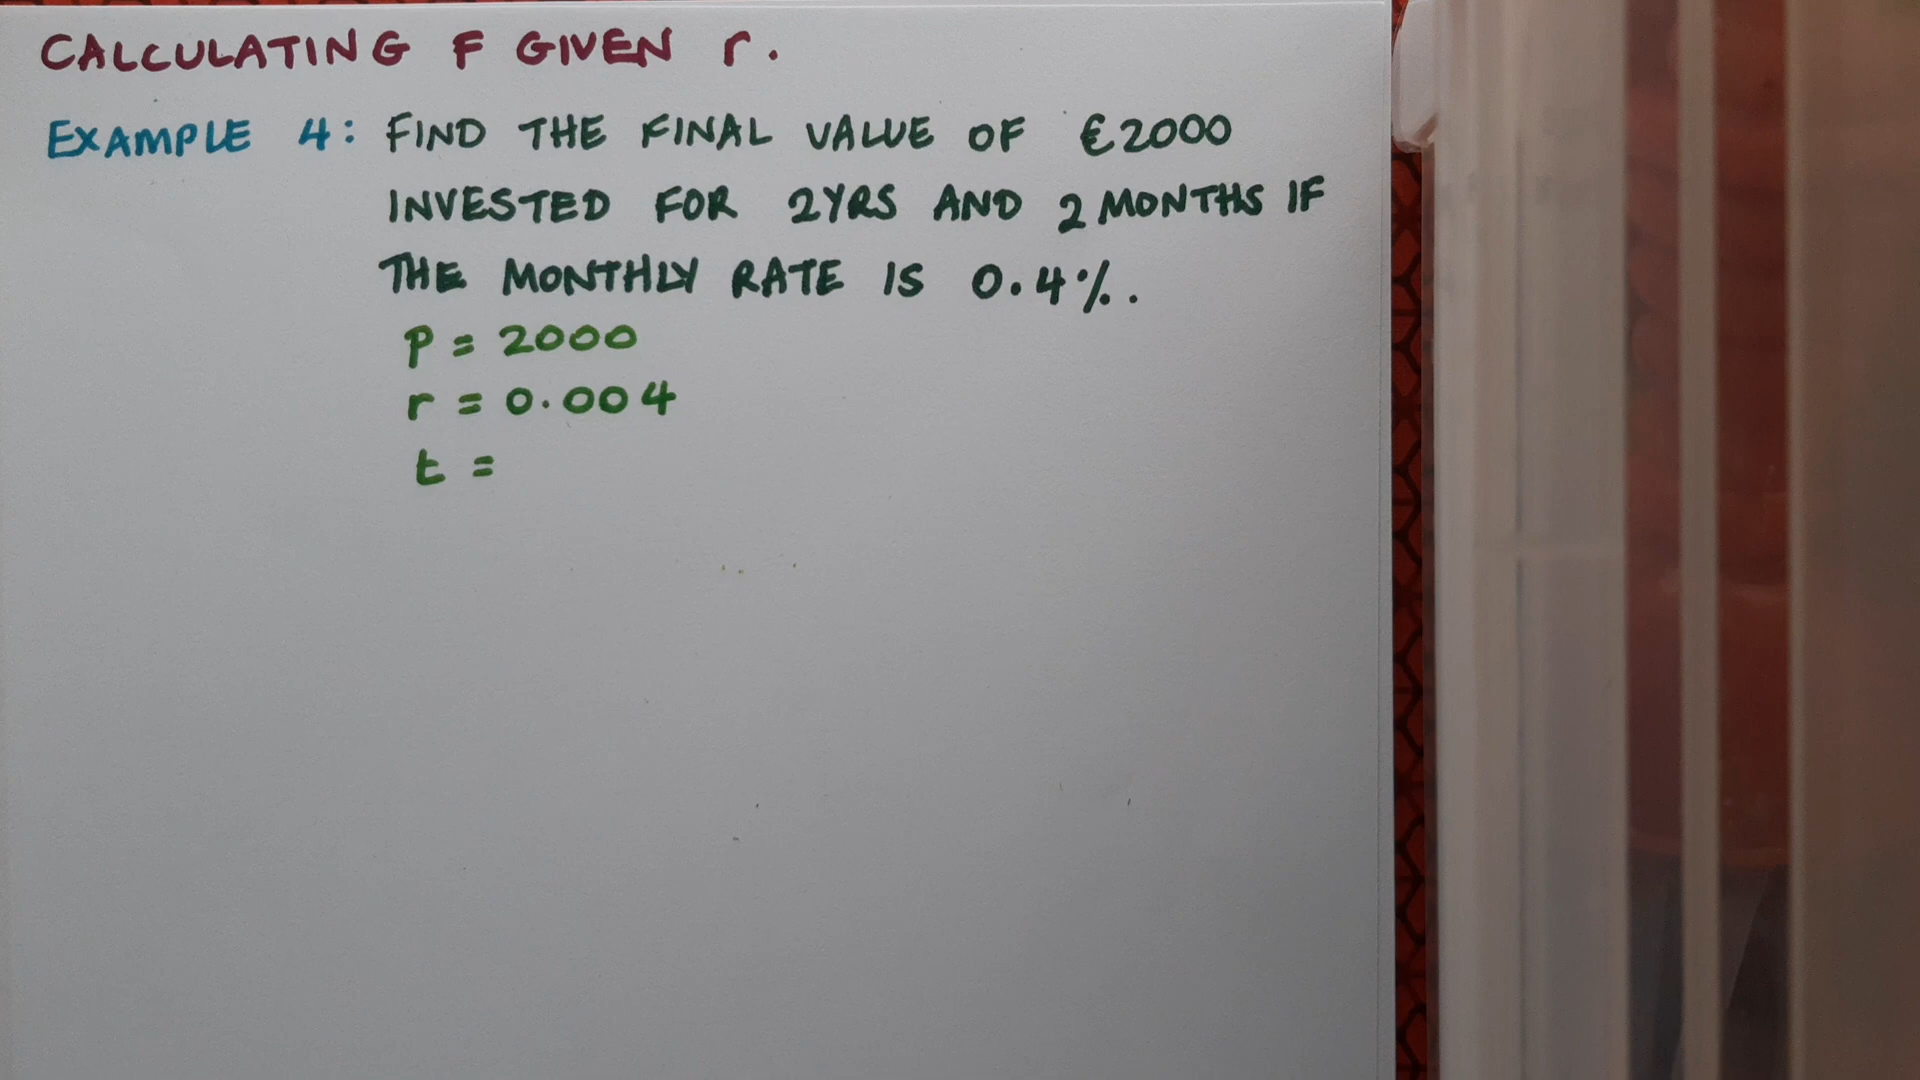 CALCULATING F GIVEN r.
EXAMPLE 4: FIND THE FINAL VALUE OF €2000
INVESTED FOR 2YRS AND 2 MONTHS IF
THE MONTHLY RATE IS 0.4%.
P = 2000
r = 0.004
t =